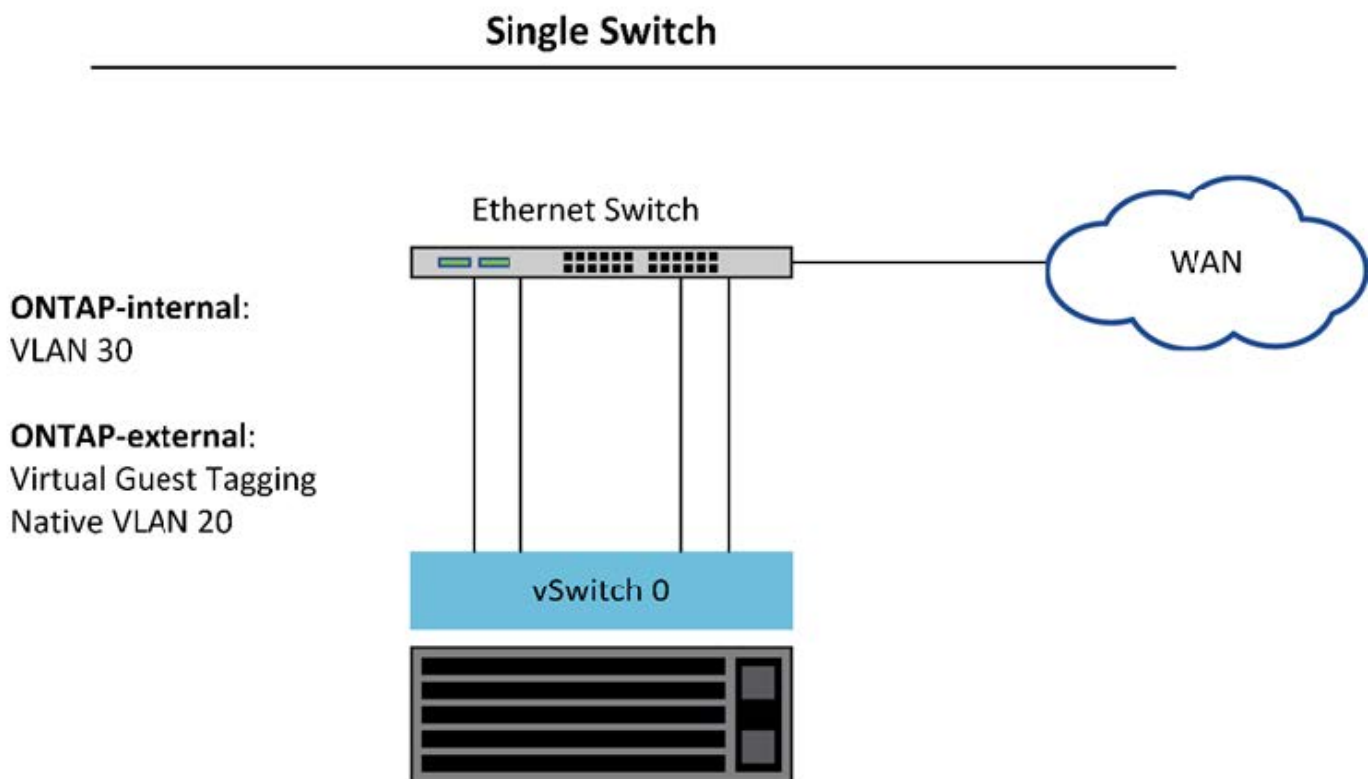 Single Switch
Ethernet Switch
WAN
ONTAP-internal:
VLAN 30
ONTAP-external:
Virtual Guest Tagging
Native VLAN 20
vSwitch 0